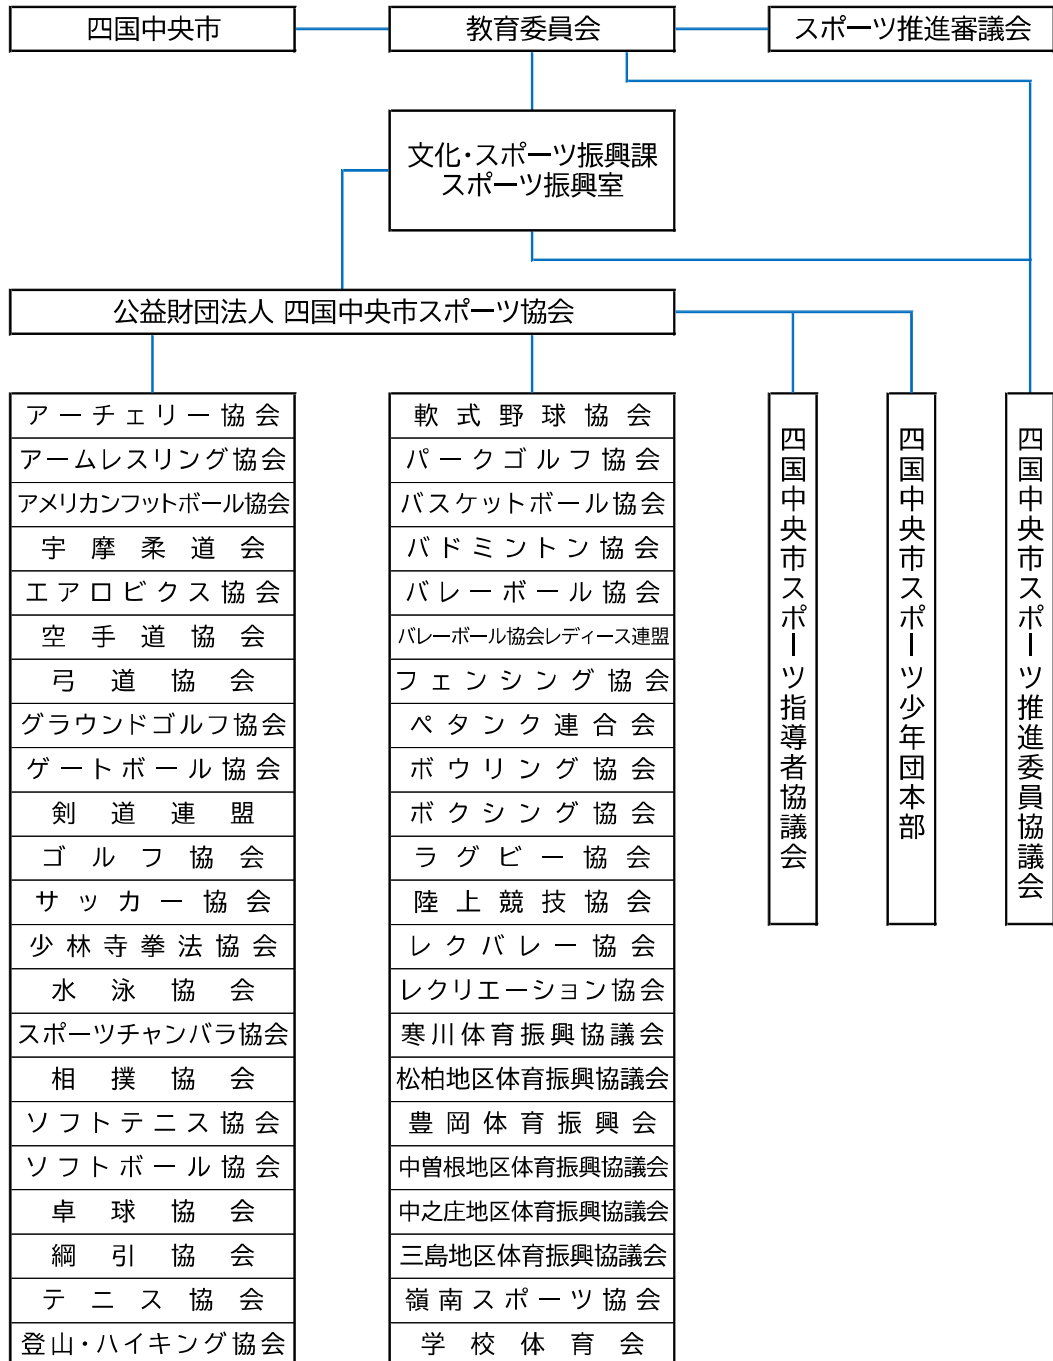 四国中央市
教育委員会
スポーツ推進審議会
文化・スポーツ振興課
スポーツ振興室
公益財団法人 四国中央市スポーツ協会
アーチェリー協会
アームレスリング協会
アメリカンフットボール協会
宇摩柔道会
エアロビクス協会
空手道協会
弓道協会
グラウンドゴルフ協会
ゲートボール協会
剣道連盟
ゴルフ協会
サッカー協会
少林寺拳法協会
水泳協会
スポーツチャンバラ協会
相撲協会
ソフトテニス協会
ソフトボール協会
卓球協会
綱引協会
テニス協会
登山・ハイキング協会
軟式野球協会
パークゴルフ協会
バスケットボール協会
バドミントン協会
バレーボール協会
バレーボール協会レディース連盟
フェンシング協会
ペタンク連合会
ボウリング協会
ボクシング協会
ラグビー協会
陸上競技協会
レクバレー協会
レクリエーション協会
寒川体育振興協議会
松柏地区体育振興協議会
豊岡体育振興会
中曽根地区体育振興協議会
中之庄地区体育振興協議会
三島地区体育振興協議会
嶺南スポーツ協会
学校体育会
四国中央市スポーツ指導者協議会
四国中央市スポーツ少年団本部
四国中央市スポーツ推進委員協議会